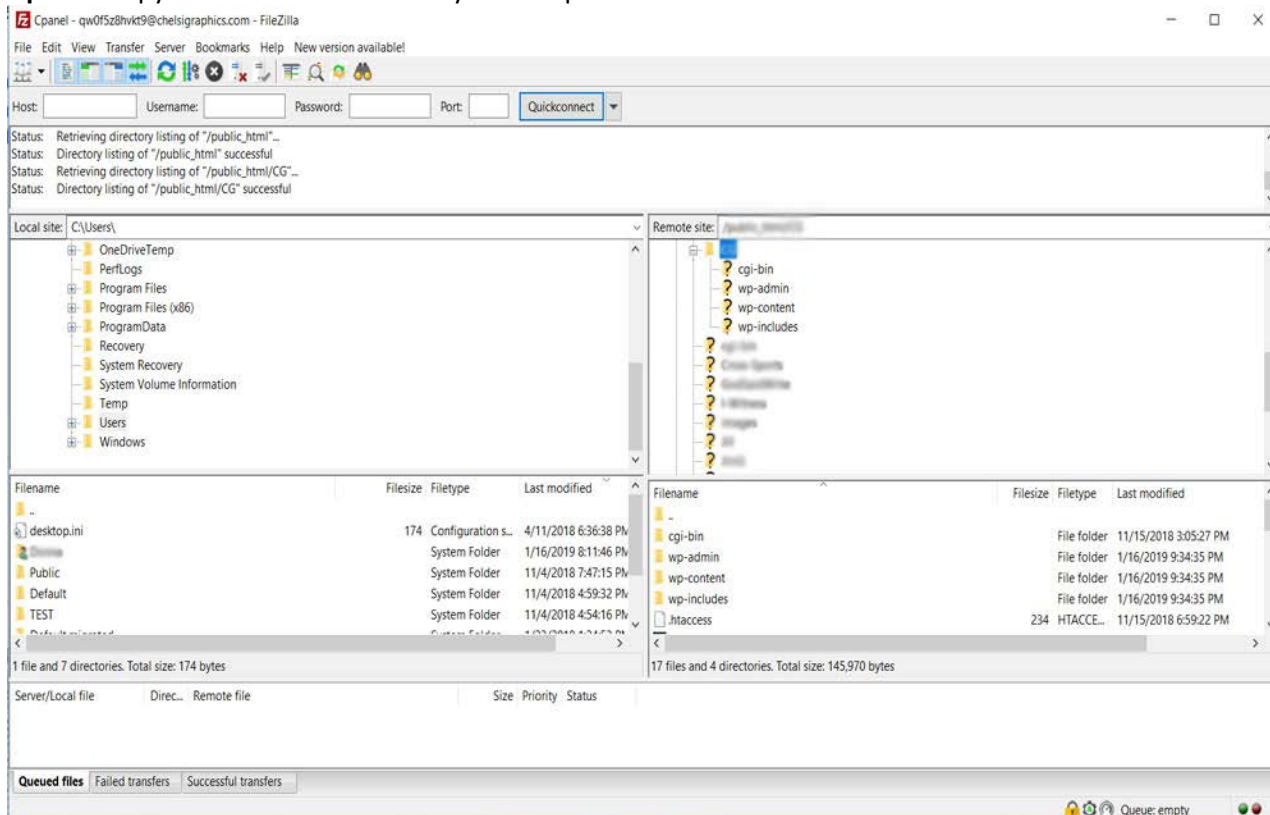 Cpanel - qw0f5z8hvkt9@chelsigraphics.com - FileZilla
File Edit View Transfer Server Bookmarks Help New version available!
Host: Username: Password: Port: Quickconnect
Status: Retrieving directory listing of "/public_html"...
Status: Directory listing of "/public_html" successful
Status: Retrieving directory listing of "/public_html/CG"...
Status: Directory listing of "/public_html/CG" successful
Local site: C:\Users\
OneDriveTemp
PerfLogs
Program Files
Program Files (x86)
ProgramData
Recovery
System Recovery
System Volume Information
Temp
Users
Windows
Remote site:
cgi-bin
wp-admin
wp-content
wp-includes
Filename Filesize Filetype Last modified
..
desktop.ini 174 Configuration s... 4/11/2018 6:36:38 PM
System Folder 1/16/2019 8:11:46 PM
Public System Folder 11/4/2018 7:47:15 PM
Default System Folder 11/4/2018 4:59:32 PM
TEST System Folder 11/4/2018 4:54:16 PM
1 file and 7 directories. Total size: 174 bytes
Filename Filesize Filetype Last modified
..
cgi-bin File folder 11/15/2018 3:05:27 PM
wp-admin File folder 1/16/2019 9:34:35 PM
wp-content File folder 1/16/2019 9:34:35 PM
wp-includes File folder 1/16/2019 9:34:35 PM
.htaccess 234 HTACCE... 11/15/2018 6:59:22 PM
17 files and 4 directories. Total size: 145,970 bytes
Server/Local file Direc... Remote file Size Priority Status
Queued files Failed transfers Successful transfers
Queue: empty